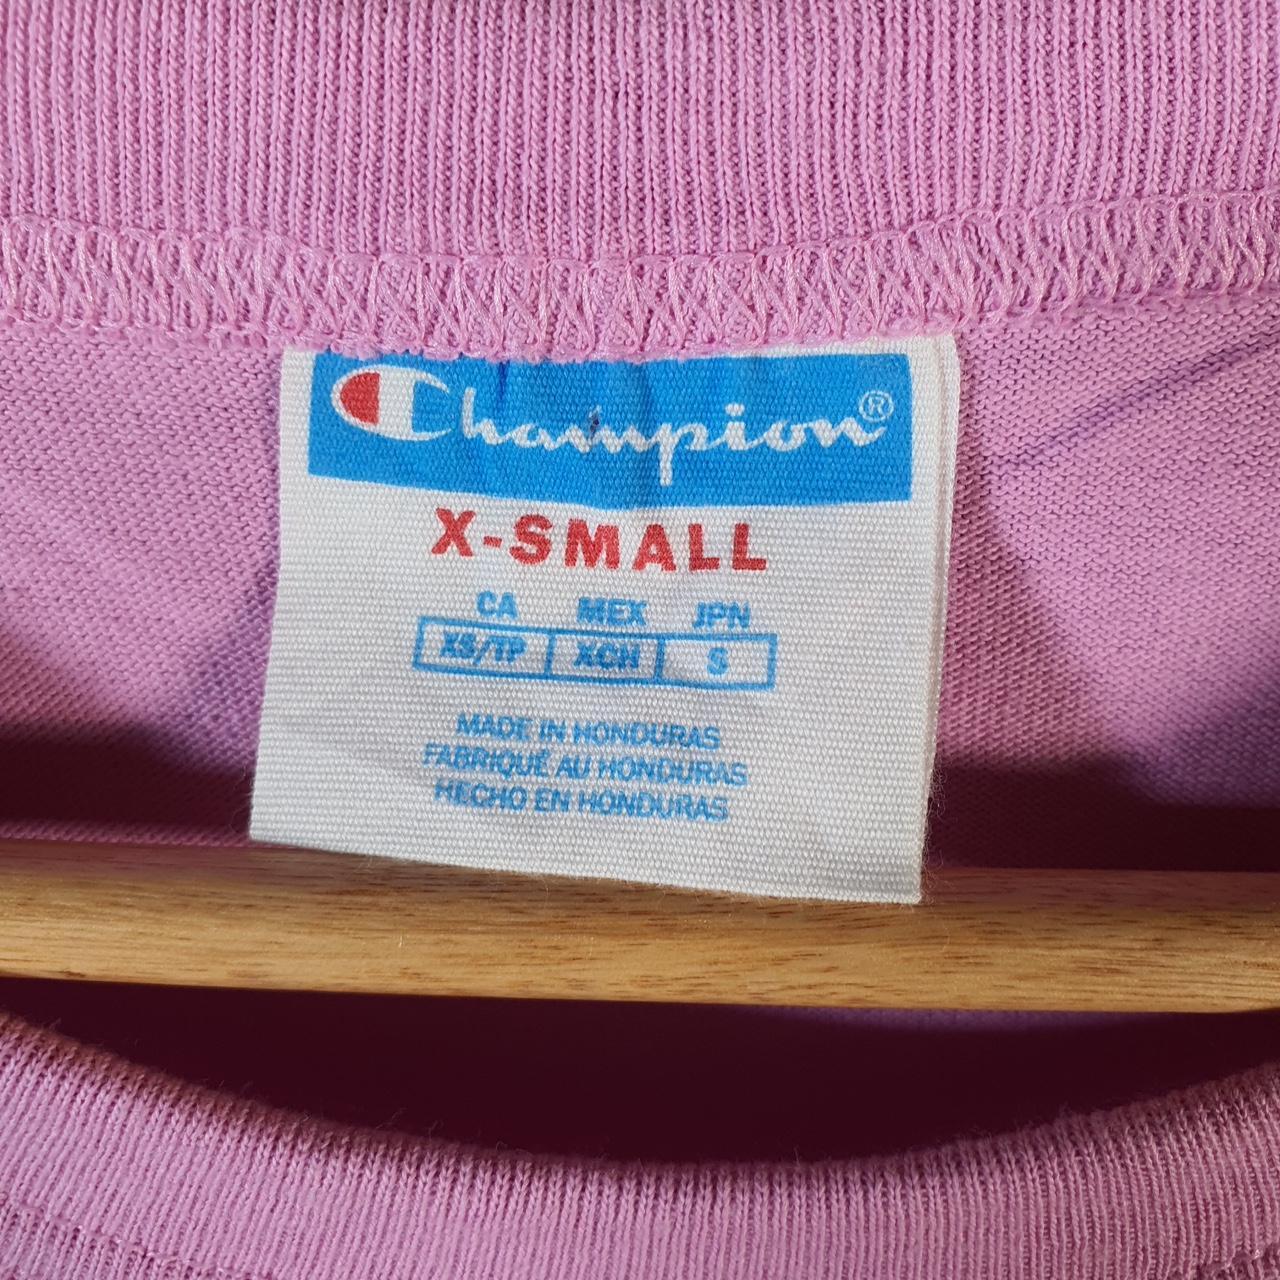 Champion®
X-SMALL
CA MEX JPN
XS/TP XCH S
MADE IN HONDURAS
FABRIQUÉ AU HONDURAS
HECHO EN HONDURAS